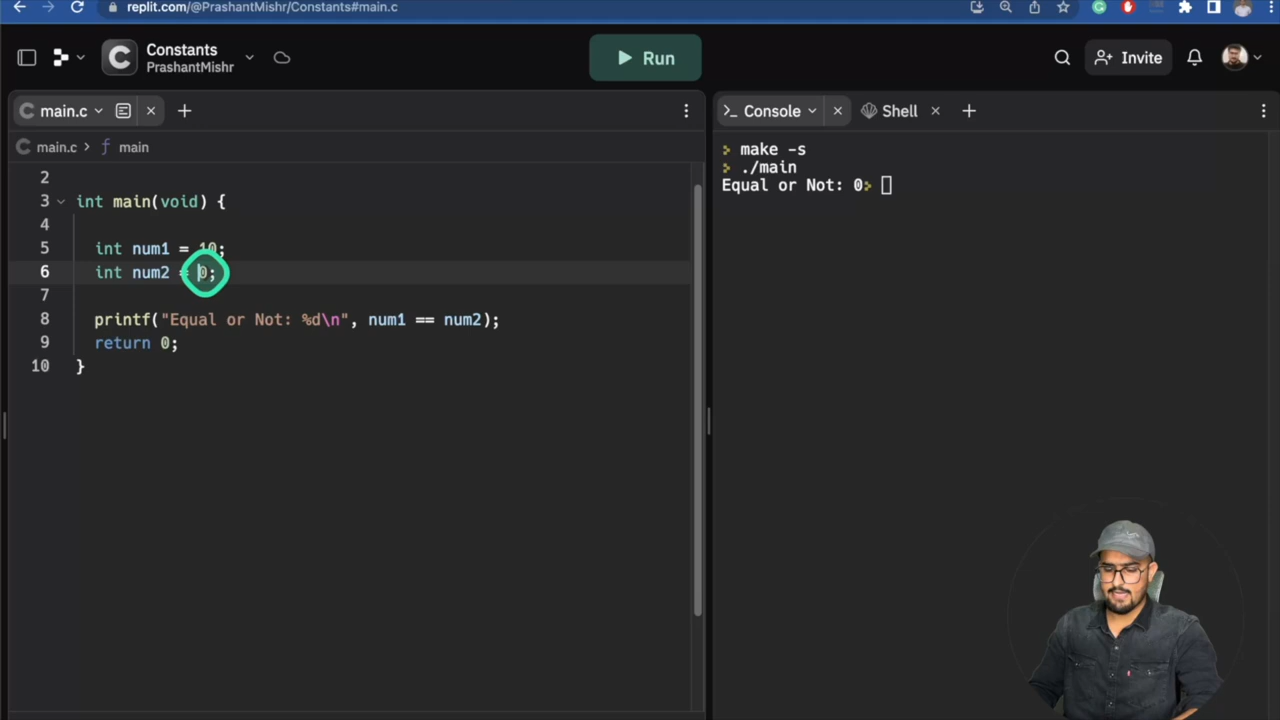 replit.com/@PrashantMishr/Constants#main.c
Constants
PrashantMishr
Run
Invite
main.c
Console
Shell
main.c > f main
make -s
./main
Equal or Not: 0
2
3 int main(void) {
4
5 int num1 = 10;
6 int num2 = 0;
7
8 printf("Equal or Not: %d\n", num1 == num2);
9 return 0;
10 }